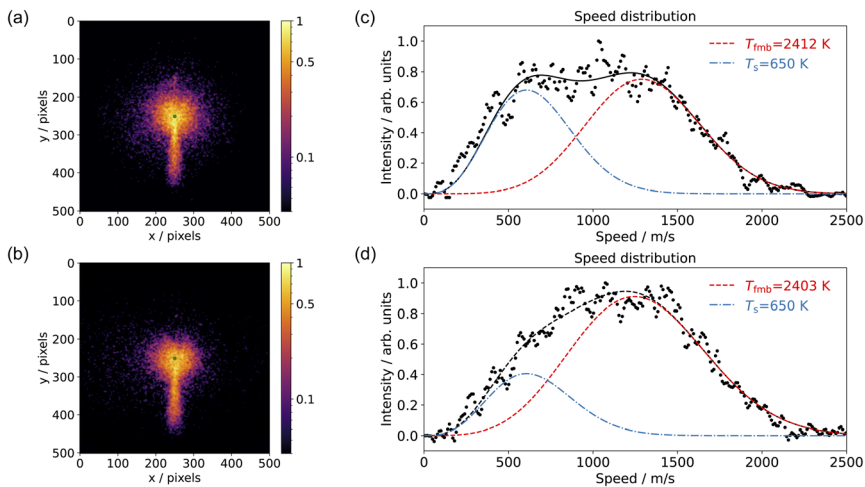 (a)
0
100
200
300
400
500
y / pixels
0 100 200 300 400 500
x / pixels
1
0.5
0.1
(b)
0
100
200
300
400
500
y / pixels
0 100 200 300 400 500
x / pixels
1
0.5
0.1
(c)
Speed distribution
1.0
0.8
0.6
0.4
0.2
0.0
Intensity / arb. units
0 500 1000 1500 2000 2500
Speed / m/s
Tfmb=2412 K
Ts=650 K
(d)
Speed distribution
1.0
0.8
0.6
0.4
0.2
0.0
Intensity / arb. units
0 500 1000 1500 2000 2500
Speed / m/s
Tfmb=2403 K
Ts=650 K